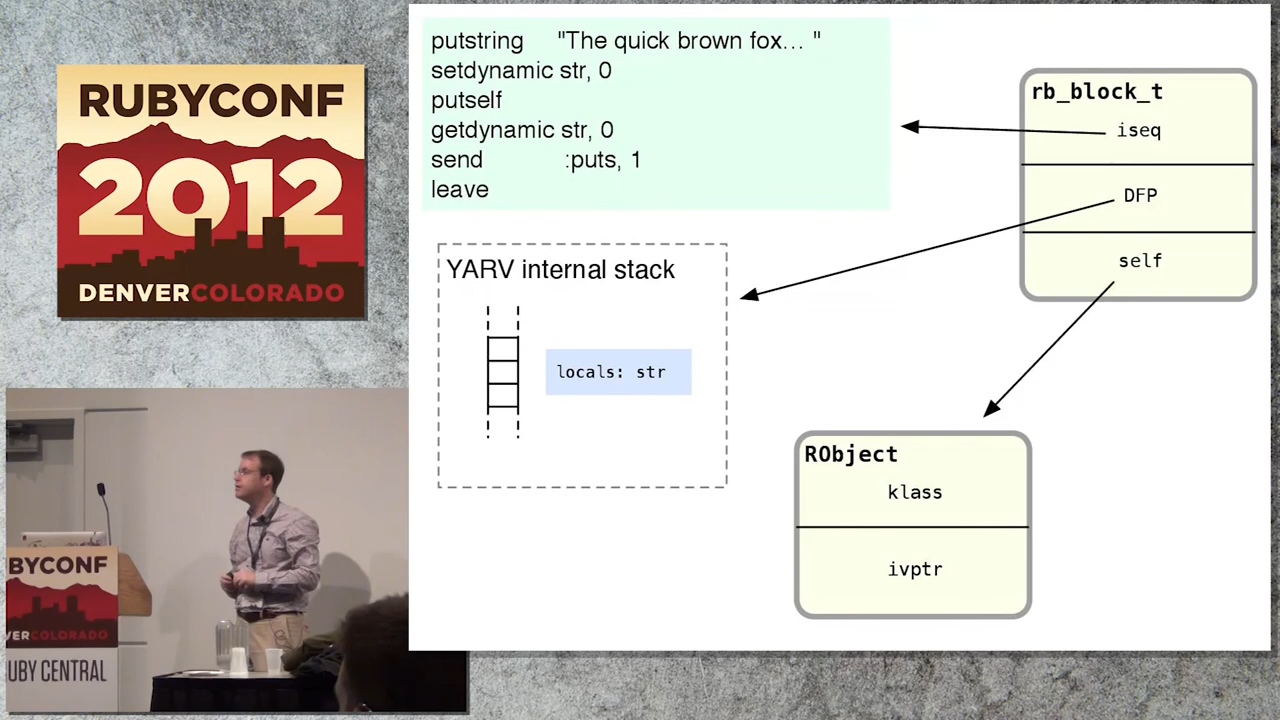 RUBYCONF
2012
DENVERCOLORADO
BYCONF
VERCOLORADO
UBY CENTRAL
putstring "The quick brown fox... "
setdynamic str, 0
putself
getdynamic str, 0
send :puts, 1
leave
YARV internal stack
locals: str
rb_block_t
iseq
DFP
self
RObject
klass
ivptr